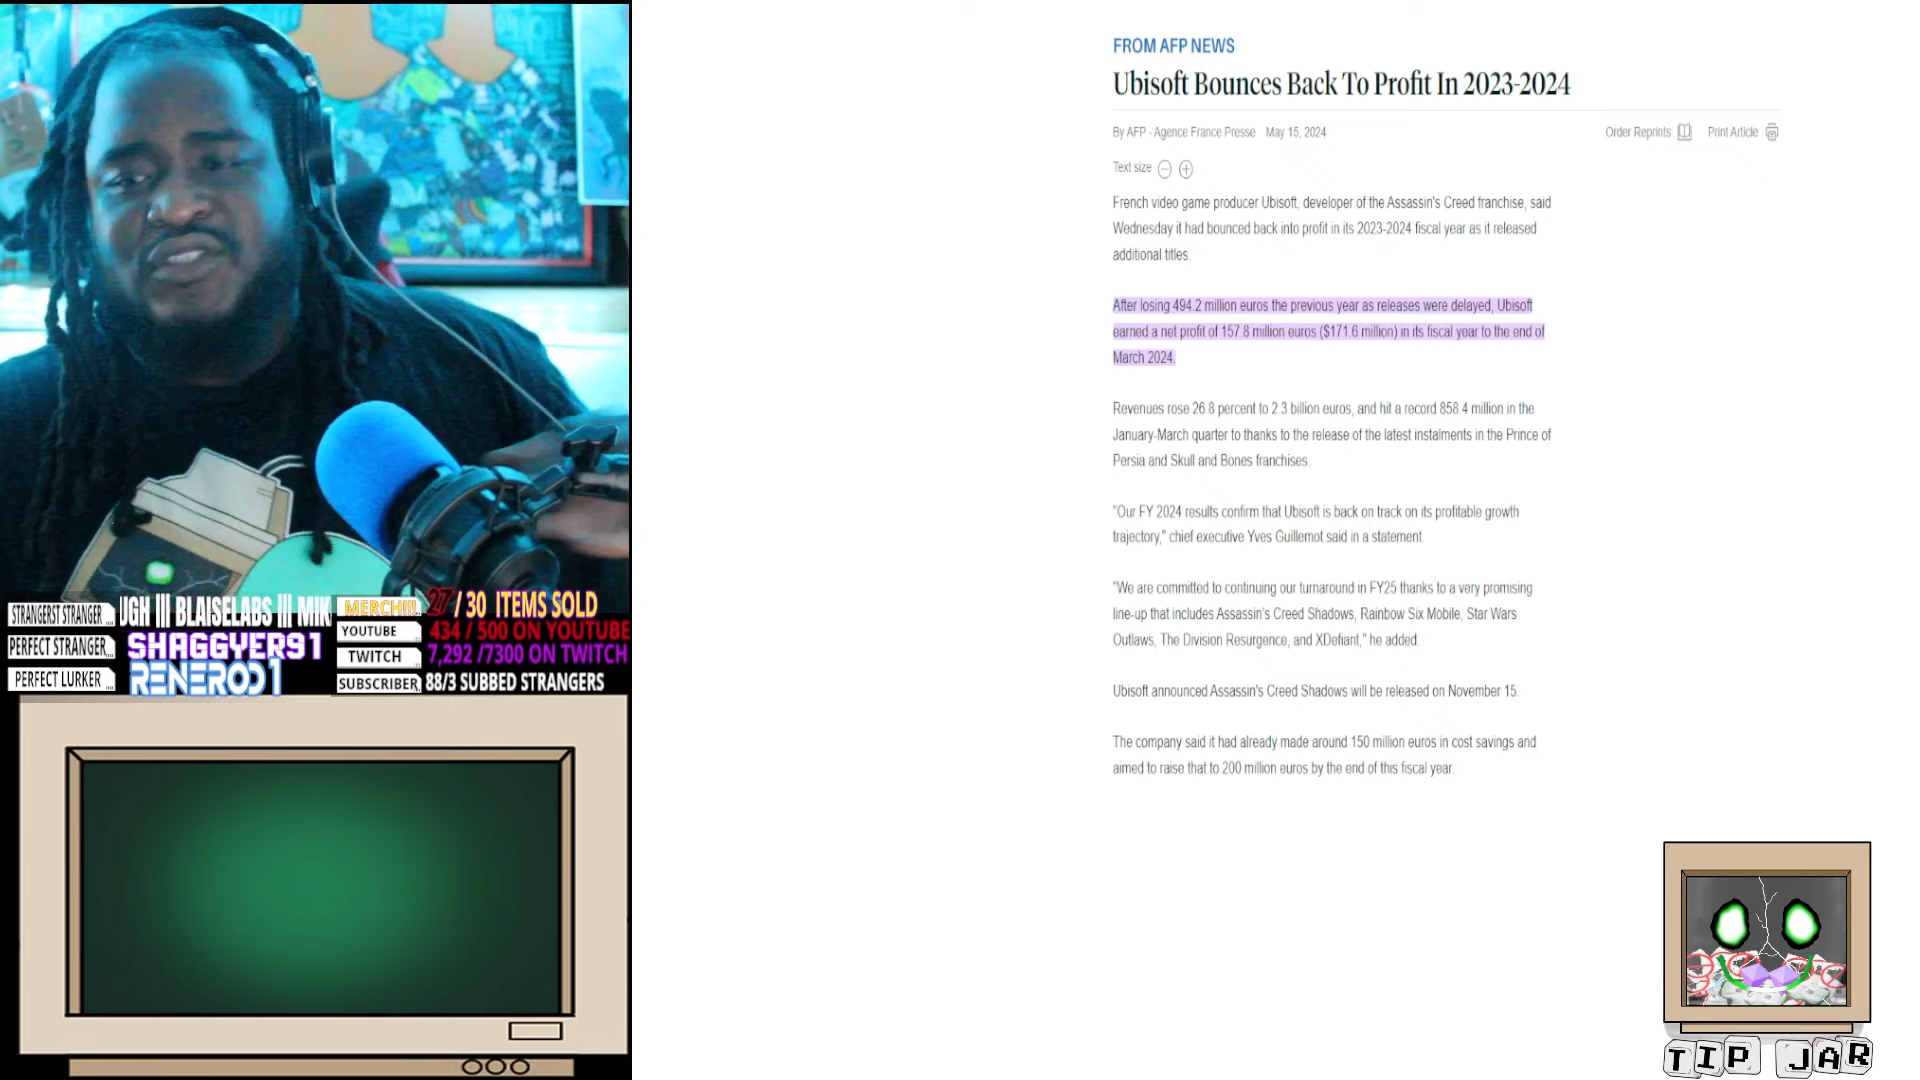 FROM AFP NEWS
Ubisoft Bounces Back To Profit In 2023-2024
By AFP - Agence France Presse May 15, 2024
Order Reprints Print Article
Text size
French video game producer Ubisoft, developer of the Assassin's Creed franchise, said
Wednesday it had bounced back into profit in its 2023-2024 fiscal year as it released
additional titles.
After losing 494.2 million euros the previous year as releases were delayed, Ubisoft
earned a net profit of 157.8 million euros ($171.6 million) in its fiscal year to the end of
March 2024.
Revenues rose 26.8 percent to 2.3 billion euros, and hit a record 858.4 million in the
January-March quarter to thanks to the release of the latest instalments in the Prince of
Persia and Skull and Bones franchises.
"Our FY 2024 results confirm that Ubisoft is back on track on its profitable growth
trajectory," chief executive Yves Guillemot said in a statement.
"We are committed to continuing our turnaround in FY25 thanks to a very promising
line-up that includes Assassin's Creed Shadows, Rainbow Six Mobile, Star Wars
Outlaws, The Division Resurgence, and XDefiant," he added.
Ubisoft announced Assassin's Creed Shadows will be released on November 15.
The company said it had already made around 150 million euros in cost savings and
aimed to raise that to 200 million euros by the end of this fiscal year.
STRANGERST STRANGER UGH ||| BLAISELABS ||| MIK
PERFECT STRANGER SHAGGYER91
PERFECT LURKER RENEROD1
MERCH!!! 27 / 30 ITEMS SOLD
YOUTUBE 434 / 500 ON YOUTUBE
TWITCH 7,292 /7300 ON TWITCH
SUBSCRIBER 88/3 SUBBED STRANGERS
TIP JAR